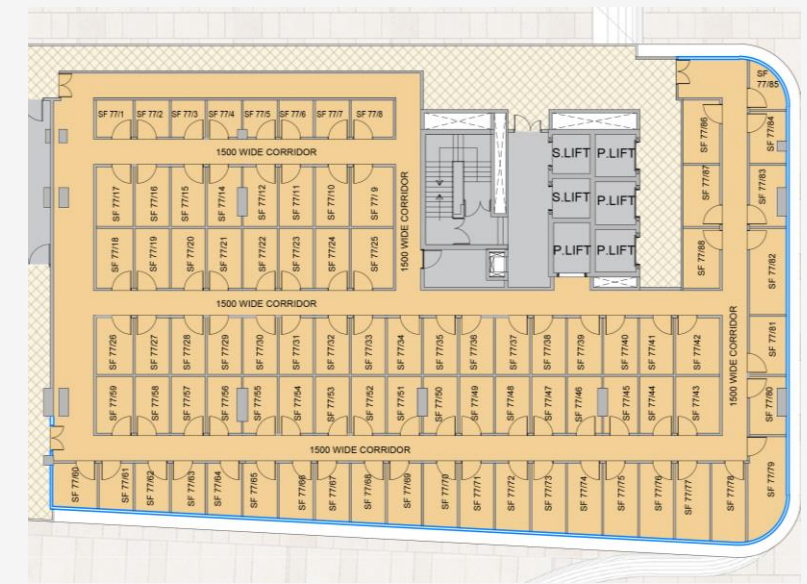 SF 77/1 SF 77/2 SF 77/3 SF 77/4 SF 77/5 SF 77/6 SF 77/7 SF 77/8
1500 WIDE CORRIDOR
SF 77/17 SF 77/16 SF 77/15 SF 77/14 SF 77/12 SF 77/11 SF 77/10 SF 77/ 9
SF 77/18 SF 77/19 SF 77/20 SF 77/21 SF 77/22 SF 77/23 SF 77/24 SF 77/25
1500 WIDE CORRIDOR
S.LIFT P.LIFT
S.LIFT P.LIFT
P.LIFT P.LIFT
SF
77/85
SF 77/86 SF 77/84
SF 77/87 SF 77/83
SF 77/88 SF 77/82
1500 WIDE CORRIDOR
SF 77/26 SF 77/27 SF 77/28 SF 77/29 SF 77/30 SF 77/31 SF 77/32 SF 77/33 SF 77/34 SF 77/35 SF 77/36 SF 77/37 SF 77/38 SF 77/39 SF 77/40 SF 77/41 SF 77/42
1500 WIDE CORRIDOR
SF 77/81
SF 77/59 SF 77/58 SF 77/57 SF 77/56 SF 77/55 SF 77/54 SF 77/53 SF 77/52 SF 77/51 SF 77/50 SF 77/49 SF 77/48 SF 77/47 SF 77/46 SF 77/45 SF 77/44 SF 77/43
SF 77/80
1500 WIDE CORRIDOR
SF 77/60 SF 77/61 SF 77/62 SF 77/63 SF 77/64 SF 77/65 SF 77/66 SF 77/67 SF 77/68 SF 77/69 SF 77/70 SF 77/71 SF 77/72 SF 77/73 SF 77/74 SF 77/75 SF 77/76 SF 77/77 SF 77/78 SF 77/79